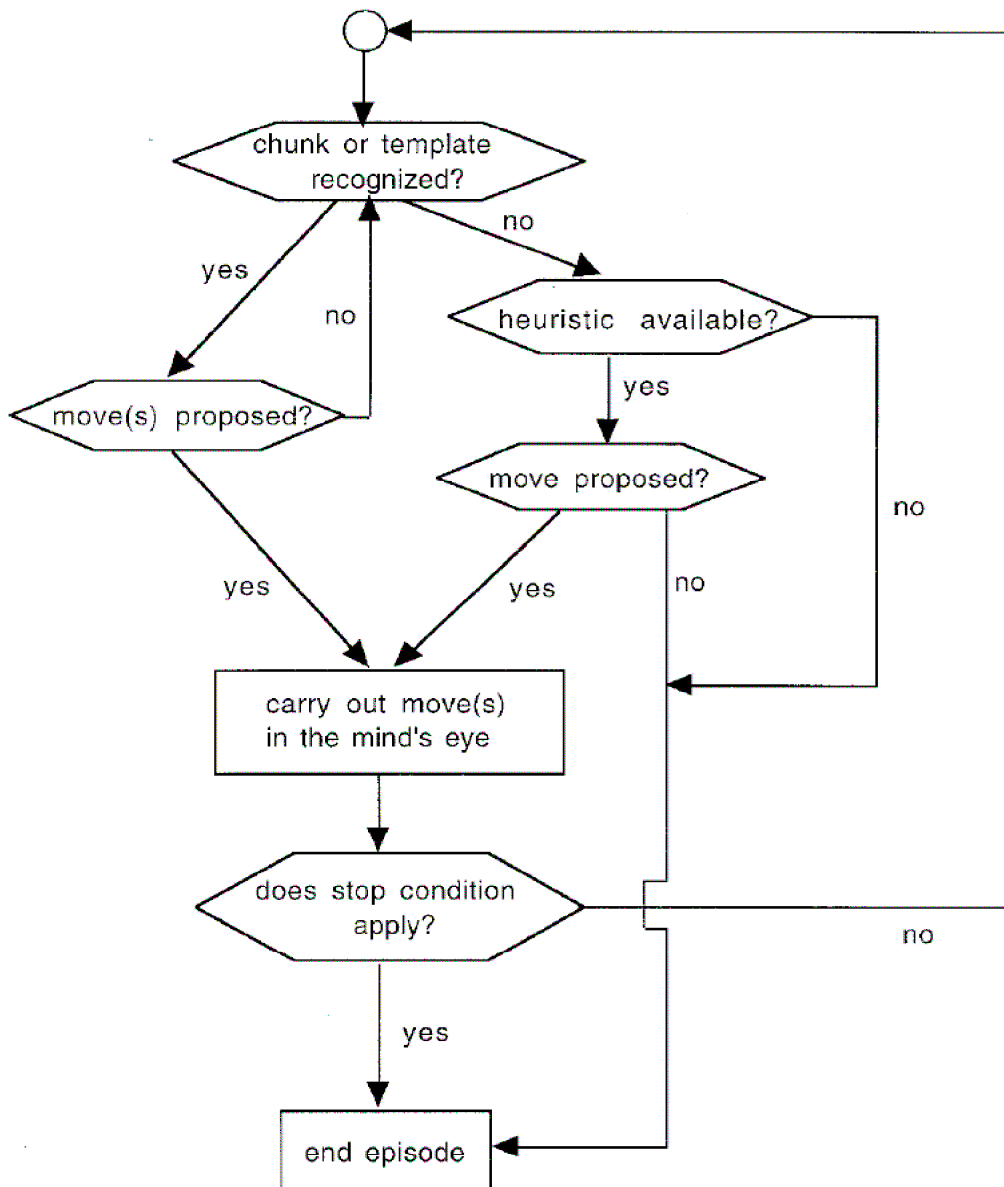 chunk or template
recognized?
no
yes
no
heuristic available?
yes
move(s) proposed?
move proposed?
no
yes
yes
no
carry out move(s)
in the mind's eye
does stop condition
apply?
no
yes
end episode